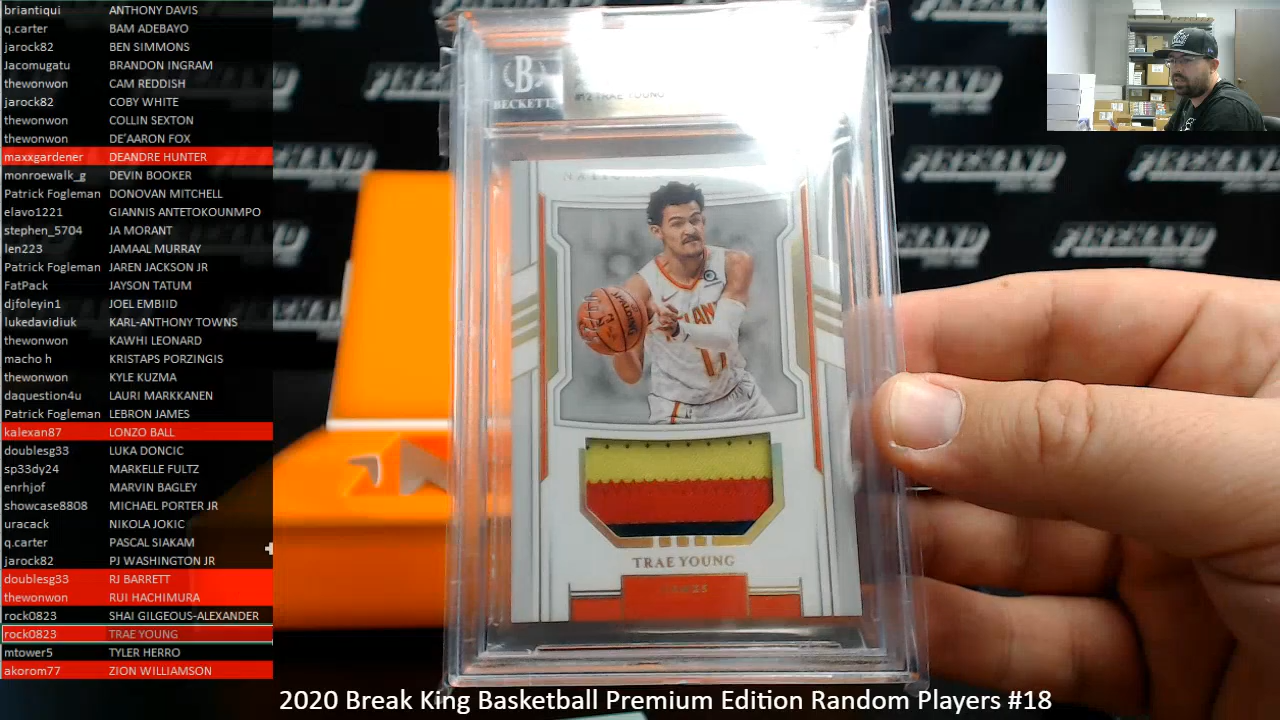 briantiqui ANTHONY DAVIS
q.carter BAM ADEBAYO
jarock82 BEN SIMMONS
Jacomugatu BRANDON INGRAM
thewonwon CAM REDDISH
jarock82 COBY WHITE
thewonwon COLLIN SEXTON
thewonwon DE'AARON FOX
maxxgardener DEANDRE HUNTER
monroewalk_g DEVIN BOOKER
Patrick Fogleman DONOVAN MITCHELL
elavo1221 GIANNIS ANTETOKOUNMPO
stephen_5704 JA MORANT
len223 JAMAAL MURRAY
Patrick Fogleman JAREN JACKSON JR
FatPack JAYSON TATUM
djfoleyin1 JOEL EMBIID
lukedavidiuk KARL-ANTHONY TOWNS
thewonwon KAWHI LEONARD
macho h KRISTAPS PORZINGIS
thewonwon KYLE KUZMA
daquestion4u LAURI MARKKANEN
Patrick Fogleman LEBRON JAMES
kalexan87 LONZO BALL
doublesg33 LUKA DONCIC
sp33dy24 MARKELLE FULTZ
enrhjof MARVIN BAGLEY
showcase8808 MICHAEL PORTER JR
uracack NIKOLA JOKIC
q.carter PASCAL SIAKAM
jarock82 PJ WASHINGTON JR
doublesg33 RJ BARRETT
thewonwon RUI HACHIMURA
rock0823 SHAI GILGEOUS-ALEXANDER
rock0823 TRAE YOUNG
mtower5 TYLER HERRO
akorom77 ZION WILLIAMSON
B
BECKETT
#12 TRAE YOUNG
SPALDING
11
TRAE YOUNG
2020 Break King Basketball Premium Edition Random Players #18